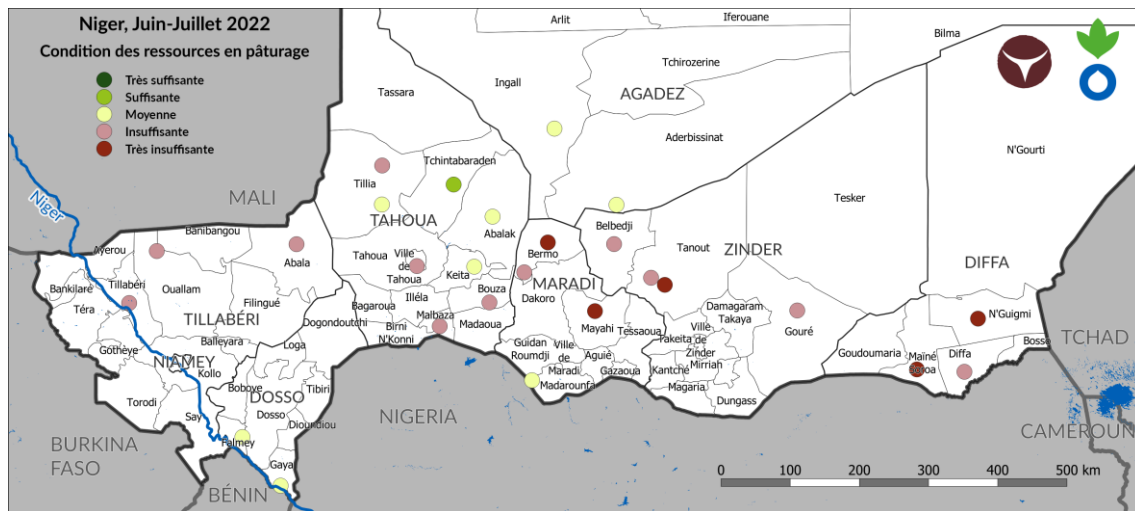 Niger, Juin-Juillet 2022
Condition des ressources en pâturage
Très suffisante
Suffisante
Moyenne
Insuffisante
Très insuffisante
Arlit
Iferouane
Bilma
Tchirozerine
Ingall
Tassara
AGADEZ
Aderbissinat
N'Gourti
Tchintabaraden
Tillia
MALI
Niger
Tesker
TAHOUA
Abalak
Belbedji
Banibangou
Ayerou
Abala
Bermo
Tanout
ZINDER
Tahoua
Ville de Tahoua
Keita
DIFFA
Bankilaré
Tillabéri
Ouallam
Filingué
Bouza
Dakoro
MARADI
Téra
TILLABÉRI
Bagaroua
Illéla
Malbaza
Madaoua
Mayahi
Tessaoua
Damagaram
Takaya
Gouré
N'Guigmi
Dogondoutchi
Birni
N'Konni
TCHAD
Gothèye
Balleyara
Loga
Guidan
Roumdji
Ville de
Maradi
Aguié
Takeita
Ville
de
Zinder
Mirriah
Goudoumaria
Maïné
Soroa
Diffa
Bosso
NIAMEY
Kollo
Boboye
Tibiri
Madarounfa
Gazaoua
Kantché
Magaria
Dungass
Torodi
Say
DOSSO
Dosso
Dioundiou
NIGERIA
Falmey
Gaya
BURKINA
FASO
BÉNIN
CAMEROUN
0 100 200 300 400 500 km